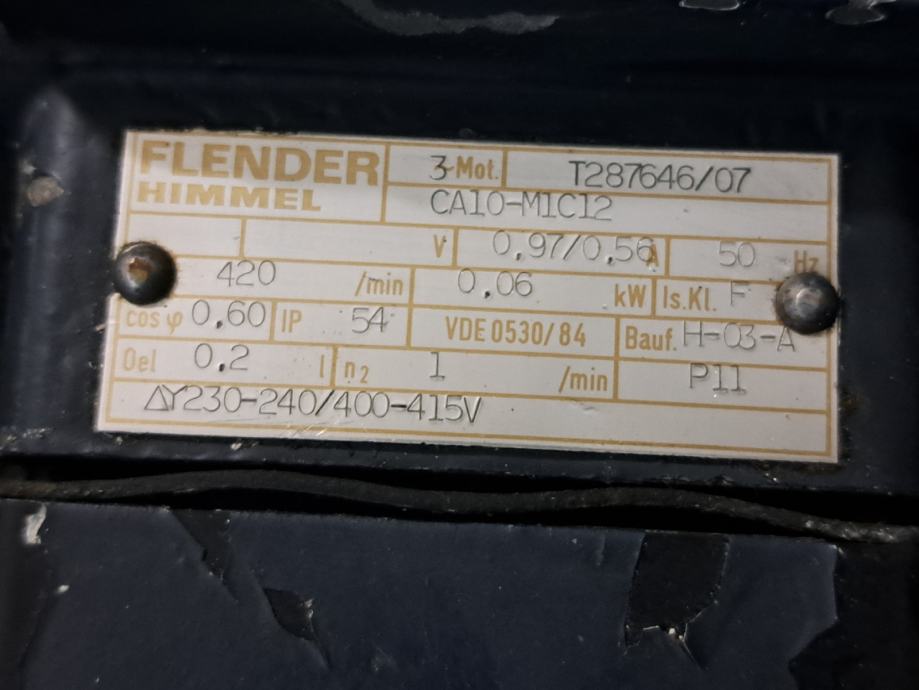 FLENDER HIMMEL
3~Mot. T287646/07
CA10-M1C12
V 0,97/0,56 A 50 Hz
420 /min 0,06 kW Is.Kl. F
cos φ 0,60 IP 54 VDE 0530/84 Bauf. H-03-A
Oel 0.2 l n2 1 /min P11
ΔY230-240/400-415V